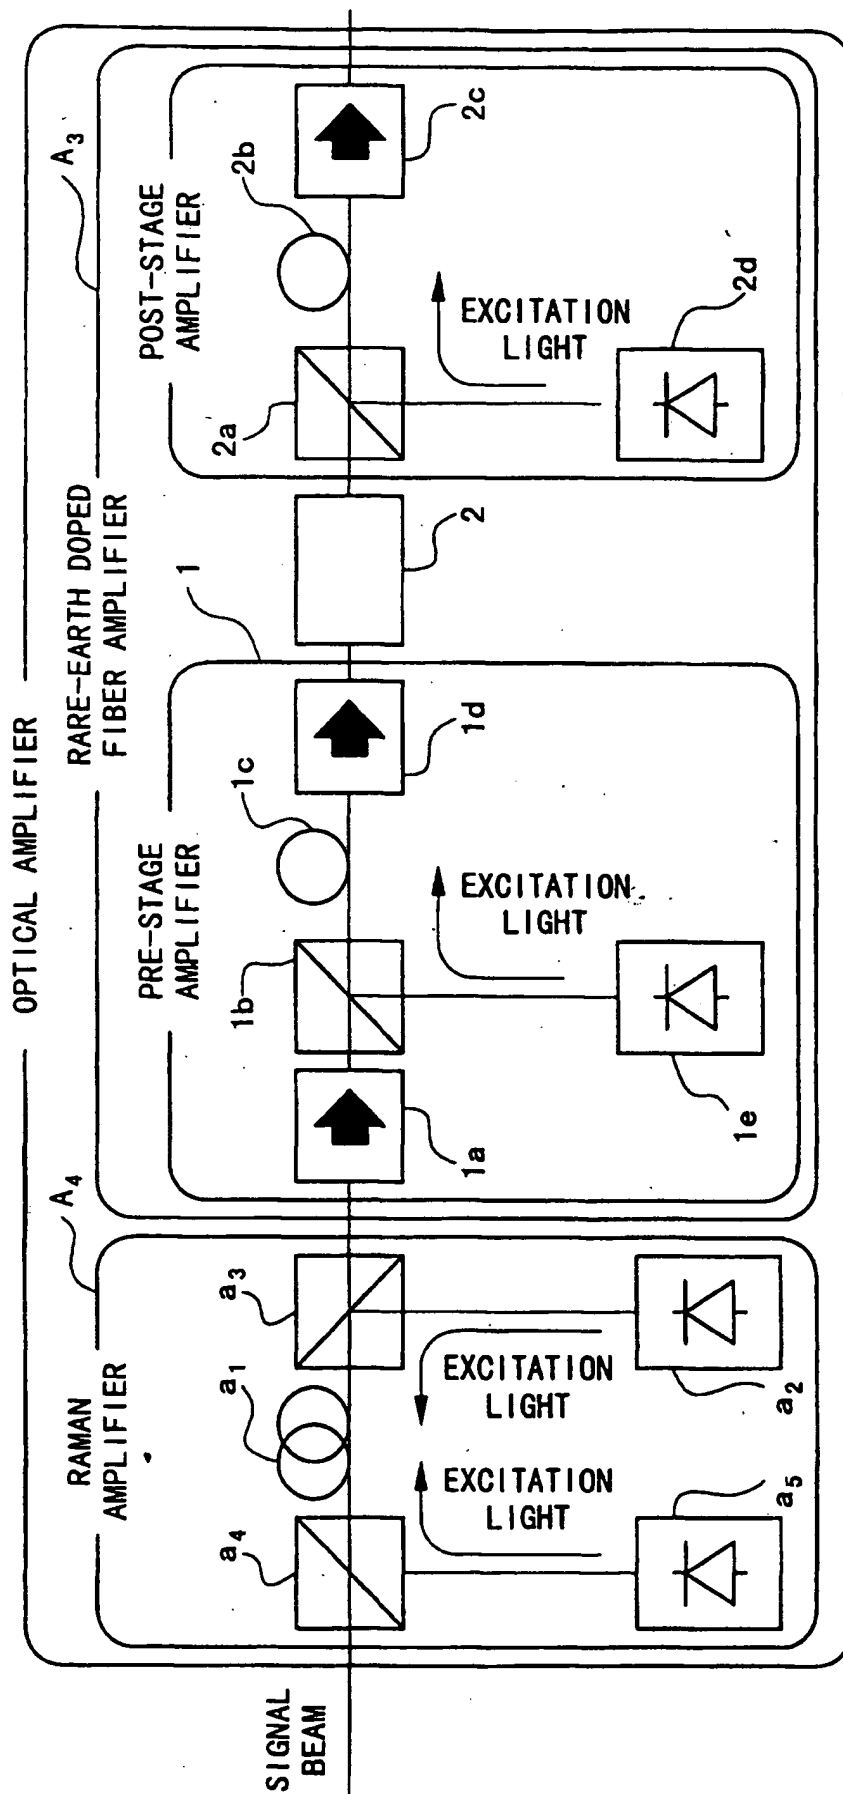 OPTICAL AMPLIFIER
A4
A3
RAMAN
AMPLIFIER
RARE-EARTH DOPED
FIBER AMPLIFIER
1
PRE-STAGE
AMPLIFIER
POST-STAGE
AMPLIFIER
a4
a1
a3
1b
1c
2a
2b
SIGNAL
BEAM
1a
1d
2
2c
EXCITATION
LIGHT
EXCITATION
LIGHT
EXCITATION
LIGHT
EXCITATION
LIGHT
a5
a2
1e
2d